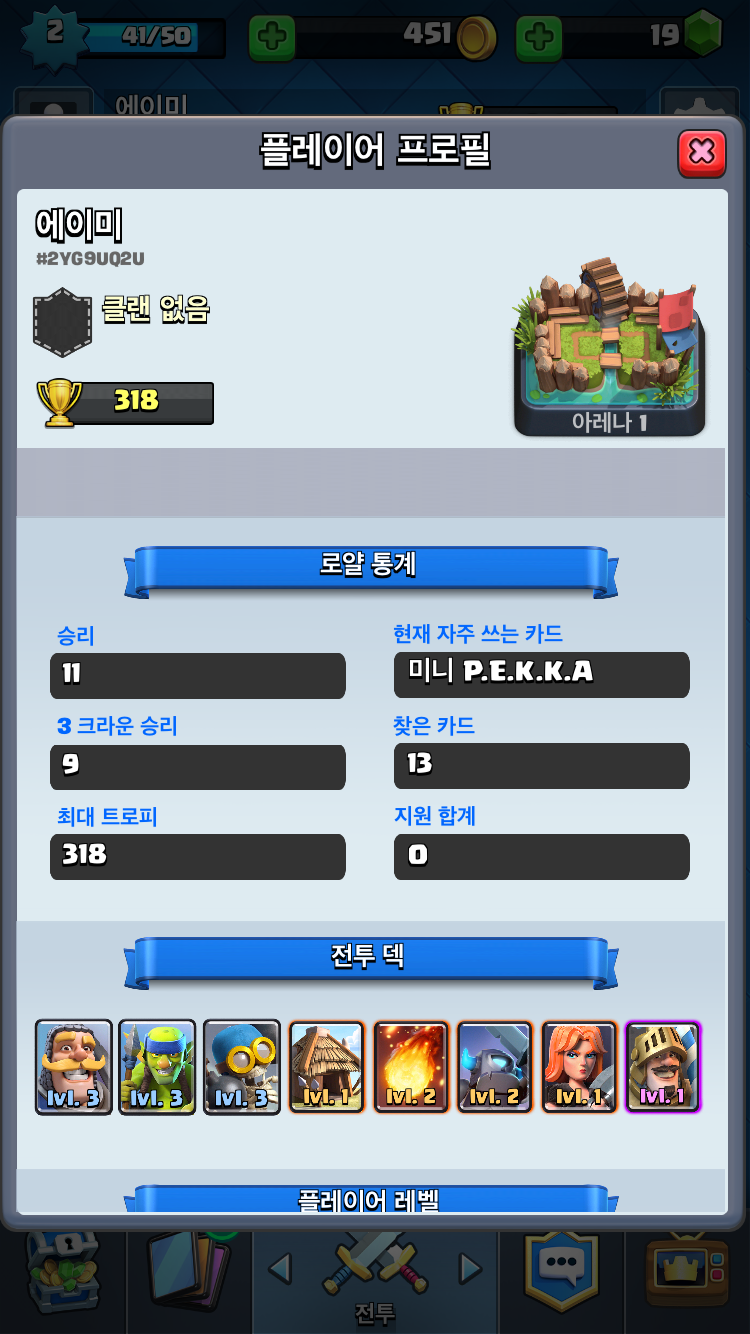 2
41/50
451
19
에이미
플레이어 프로필
에이미
#2YG9UQ2U
클랜 없음
318
아레나 1
로얄 통계
승리
현재 자주 쓰는 카드
11
미니 P.E.K.K.A
3 크라운 승리
찾은 카드
9
13
최대 트로피
지원 합계
318
0
전투 덱
lvl. 3
lvl. 3
lvl. 3
lvl. 1
lvl. 2
lvl. 2
lvl. 1
lvl. 1
플레이어 레벨
전투